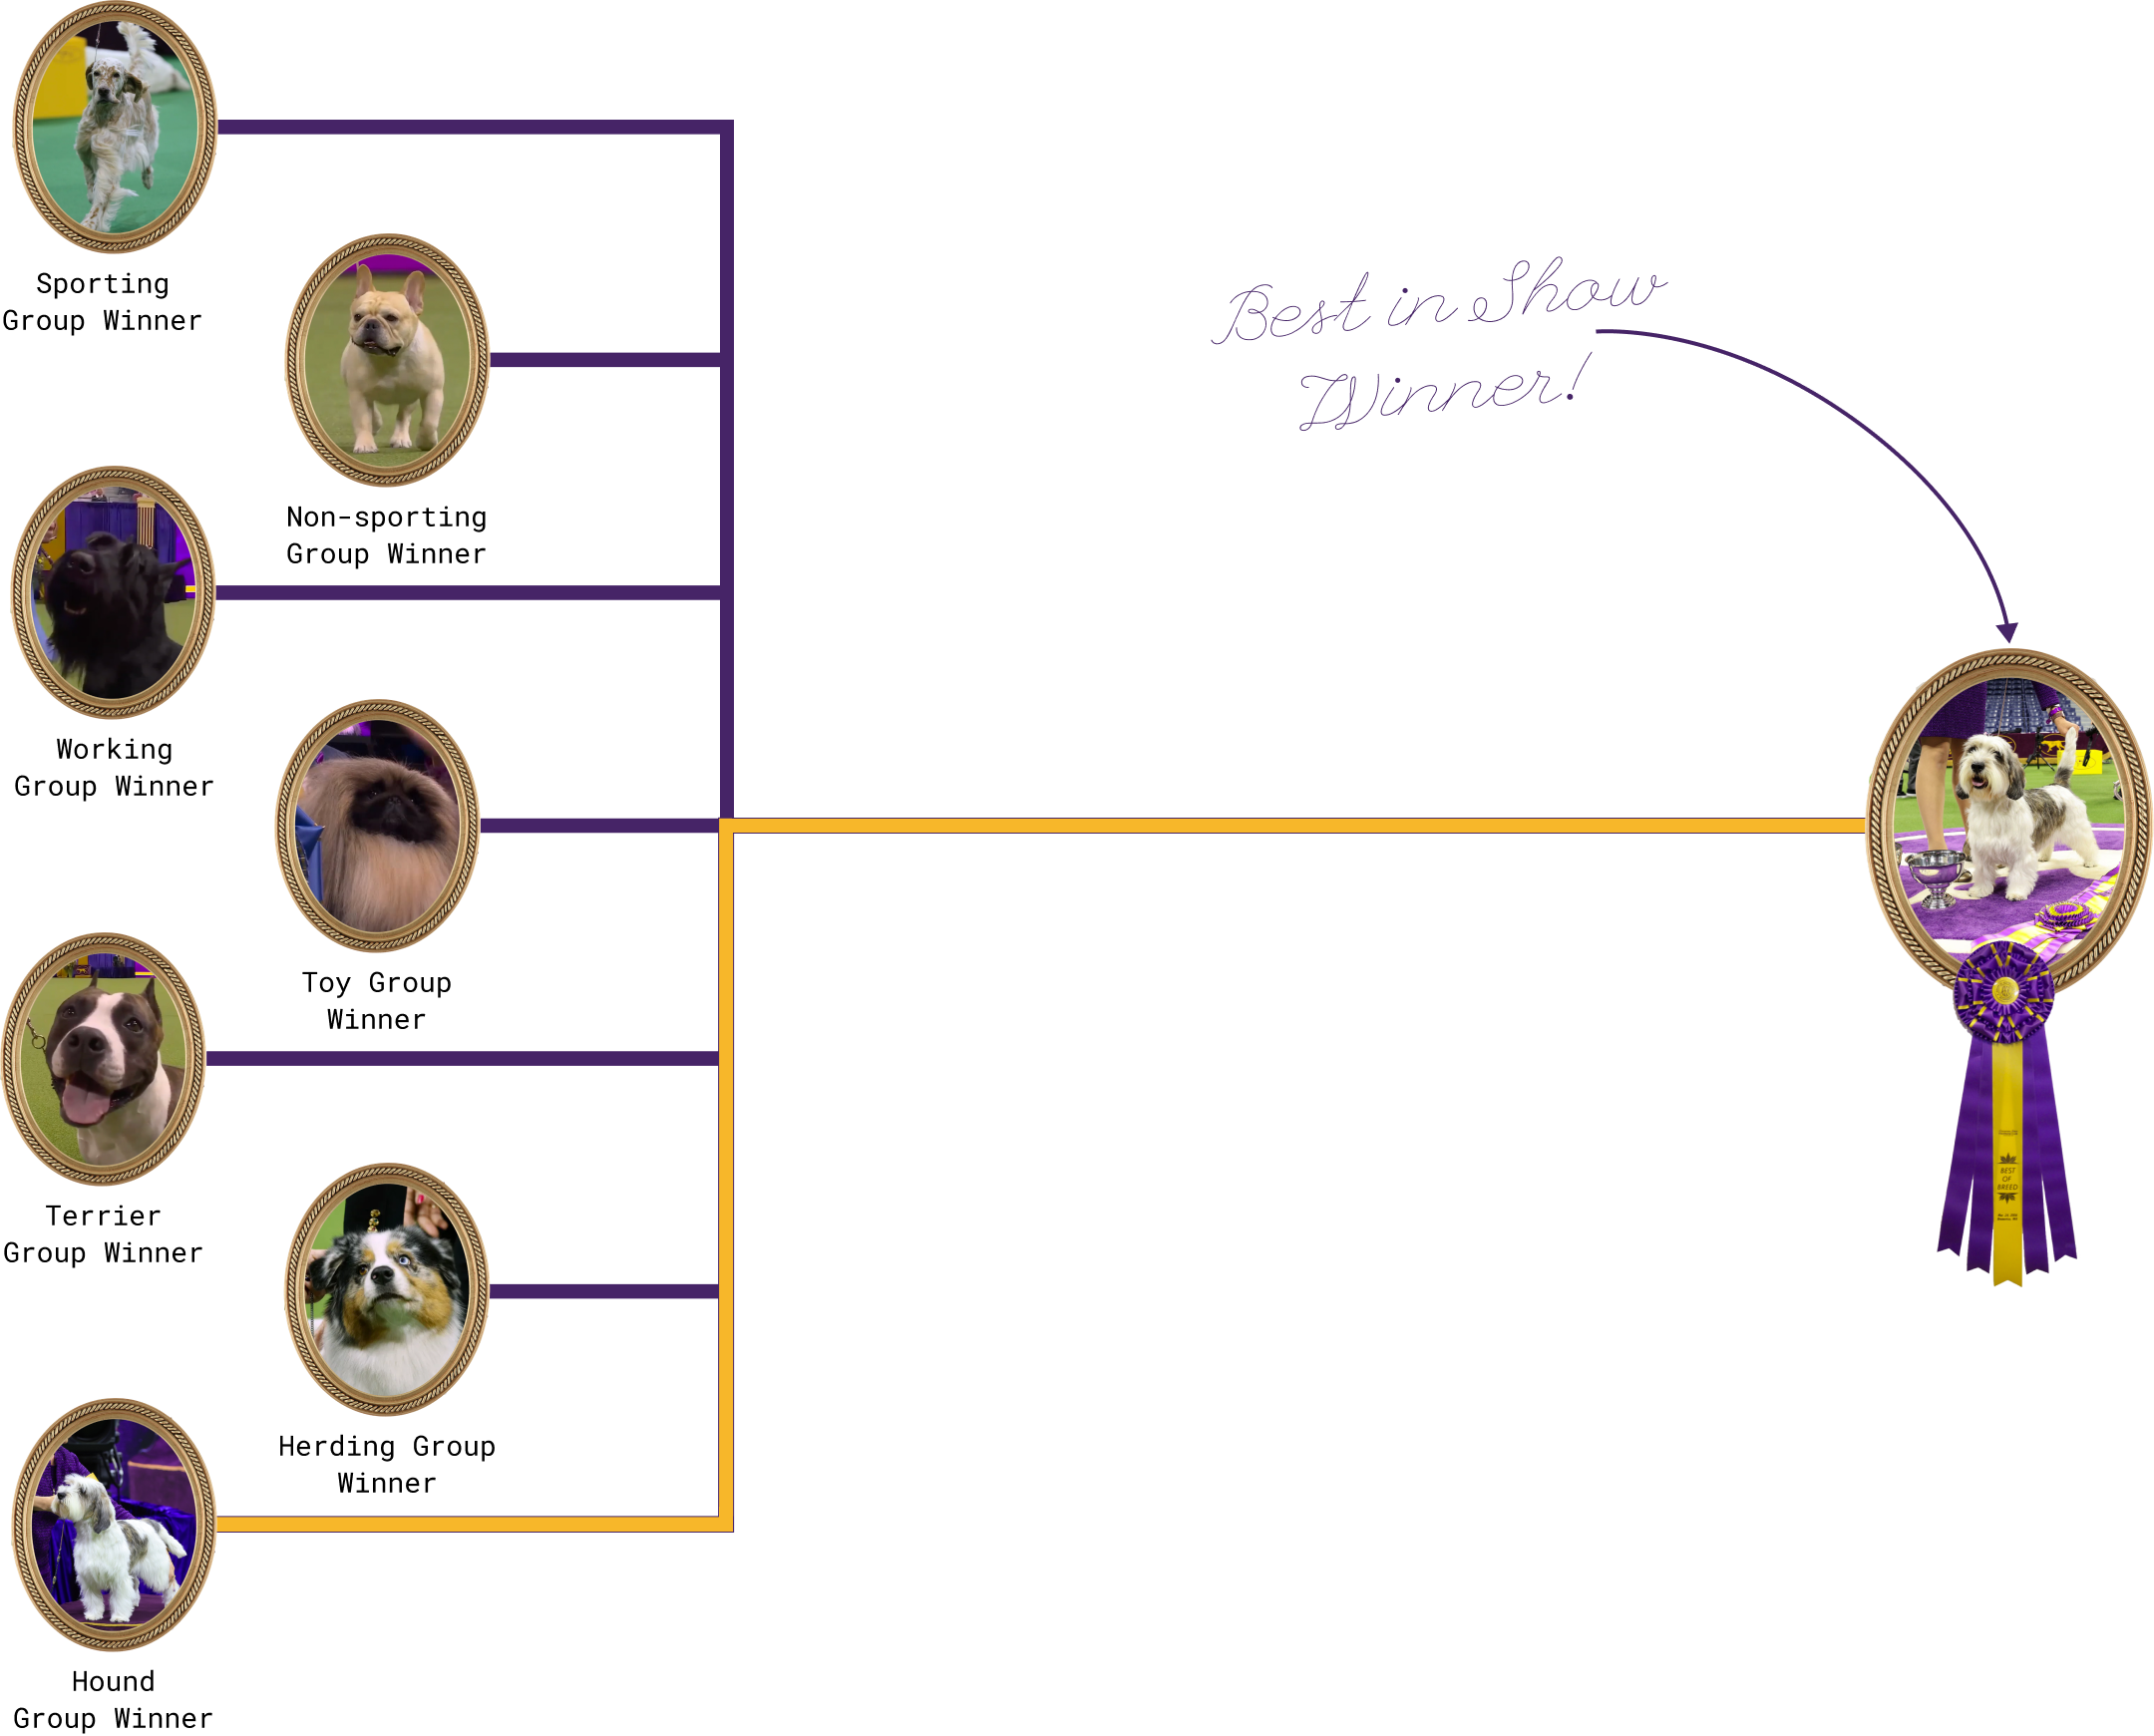 Sporting
Group Winner
Non-sporting
Group Winner
Best in Show
Winner!
Working
Group Winner
Toy Group
Winner
Terrier
Group Winner
BEST
OF
BREED
Herding Group
Winner
Hound
Group Winner